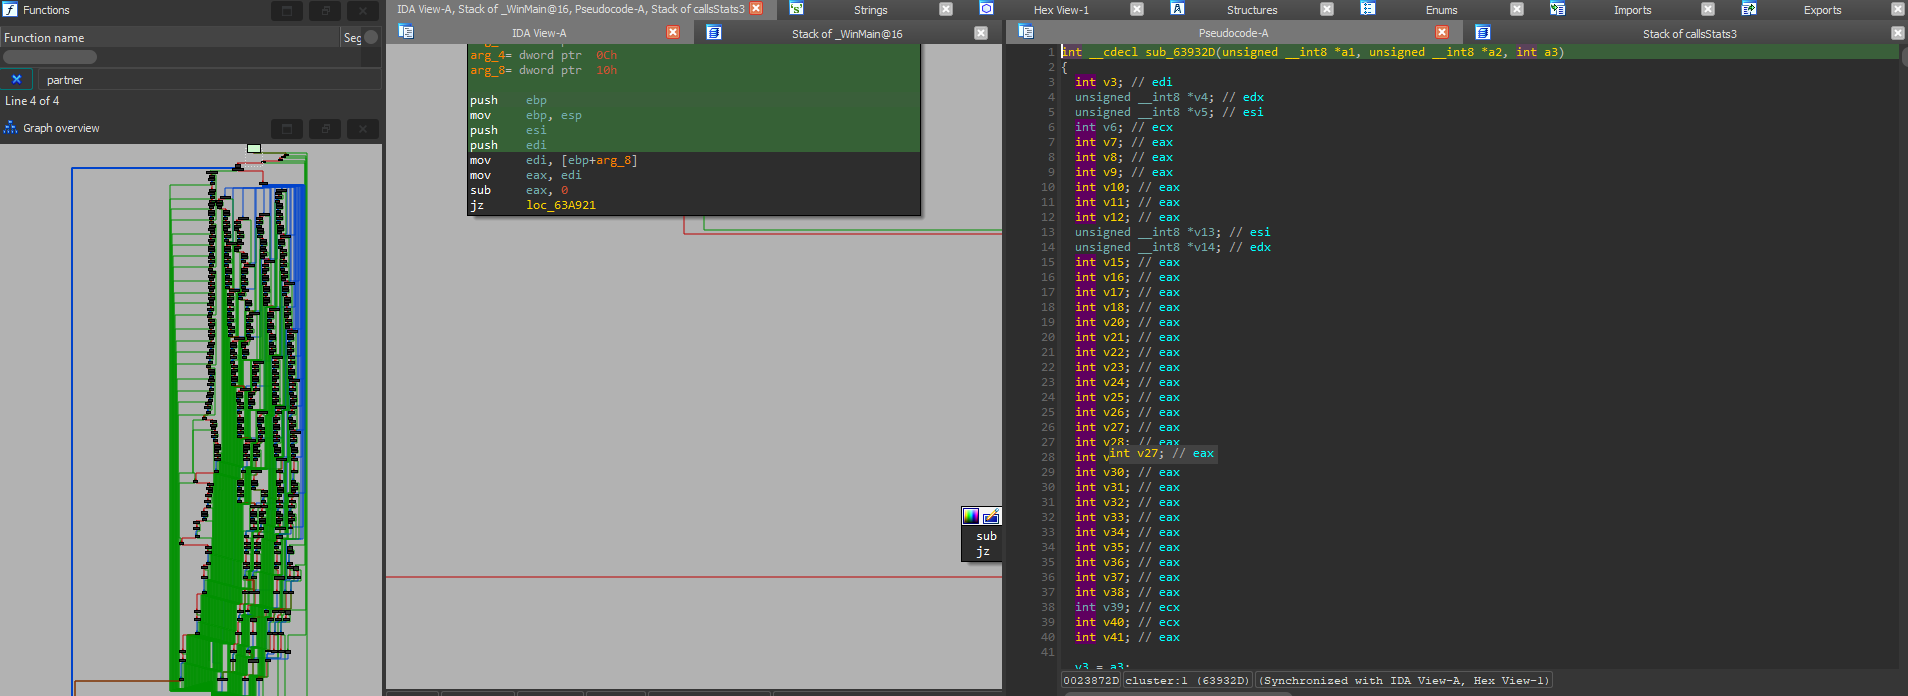 Functions
IDA View-A, Stack of _WinMain@16, Pseudocode-A, Stack of callsStats3
Strings
Hex View-1
Structures
Enums
Imports
Exports
Function name
Seg
IDA View-A
Stack of _WinMain@16
Pseudocode-A
Stack of callsStats3
partner
Line 4 of 4
Graph overview
arg_4= dword ptr  0Ch
arg_8= dword ptr  10h
push    ebp
mov     ebp, esp
push    esi
push    edi
mov     edi, [ebp+arg_8]
mov     eax, edi
sub     eax, 0
jz      loc_63A921
sub
jz
1 int __cdecl sub_63932D(unsigned __int8 *a1, unsigned __int8 *a2, int a3)
2 {
3   int v3; // edi
4   unsigned __int8 *v4; // edx
5   unsigned __int8 *v5; // esi
6   int v6; // ecx
7   int v7; // eax
8   int v8; // eax
9   int v9; // eax
10   int v10; // eax
11   int v11; // eax
12   int v12; // eax
13   unsigned __int8 *v13; // esi
14   unsigned __int8 *v14; // edx
15   int v15; // eax
16   int v16; // eax
17   int v17; // eax
18   int v18; // eax
19   int v20; // eax
20   int v21; // eax
21   int v22; // eax
22   int v23; // eax
23   int v24; // eax
24   int v25; // eax
25   int v26; // eax
26   int v27; // eax
27   int v28; // eax
28   int v
int v27; // eax
29   int v30; // eax
30   int v31; // eax
31   int v32; // eax
32   int v33; // eax
33   int v34; // eax
34   int v35; // eax
35   int v36; // eax
36   int v37; // eax
37   int v38; // eax
38   int v39; // ecx
39   int v40; // ecx
40   int v41; // eax
41
v3 = a3;
0023872D cluster:1 (63932D) (Synchronized with IDA View-A, Hex View-1)